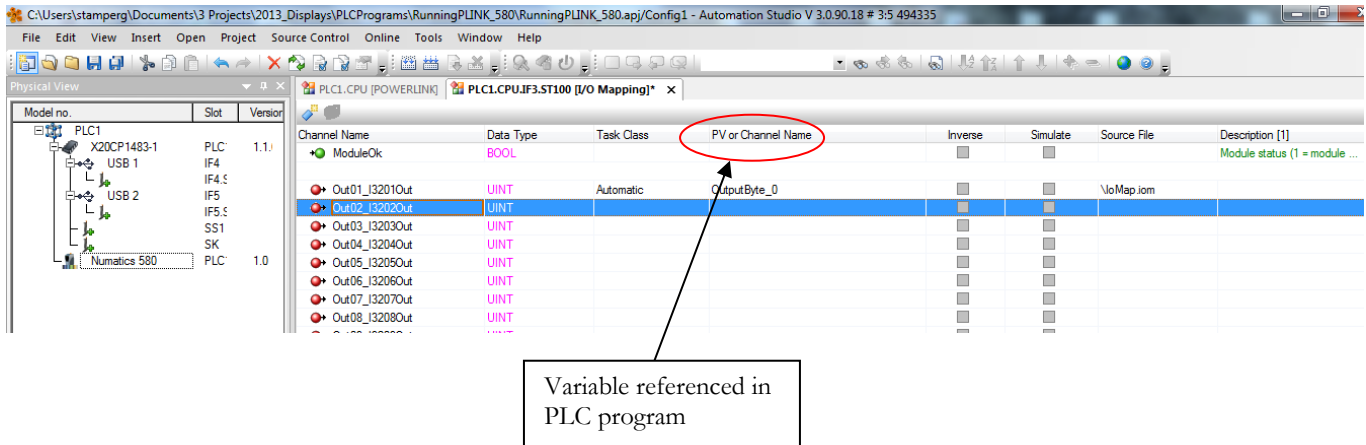 C:\Users\stamperg\Documents\3 Projects\2013_Displays\PLCPrograms\RunningPLINK_580\RunningPLINK_580.apj/Config1 - Automation Studio V 3.0.90.18 # 3:5 494335
File Edit View Insert Open Project Source Control Online Tools Window Help
Physical View
PLC1.CPU [POWERLINK] PLC1.CPU.IF3.ST100 [I/O Mapping]* X
Model no. Slot Version
Channel Name Data Type Task Class PV or Channel Name Inverse Simulate Source File Description [1]
PLC1
X20CP1483-1 PLC 1.1.
ModuleOk BOOL Module status (1 = module ...
USB 1 IF4
IF4.S
Out01_I3201Out UINT Automatic OutputByte_0 \IoMap.iom
USB 2 IF5
Out02_I3202Out UINT
IF5.S
Out03_I3203Out UINT
SS1
Out04_I3204Out UINT
SK
Out05_I3205Out UINT
Numatics 580 PLC 1.0
Out06_I3206Out UINT
Out07_I3207Out UINT
Out08_I3208Out UINT
Variable referenced in
PLC program